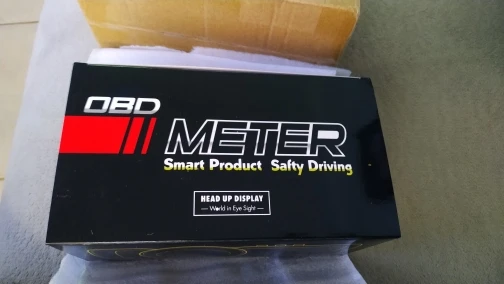 OBD
METER
Smart Product Safty Driving
HEAD UP DISPLAY
— World in Eye Sight —